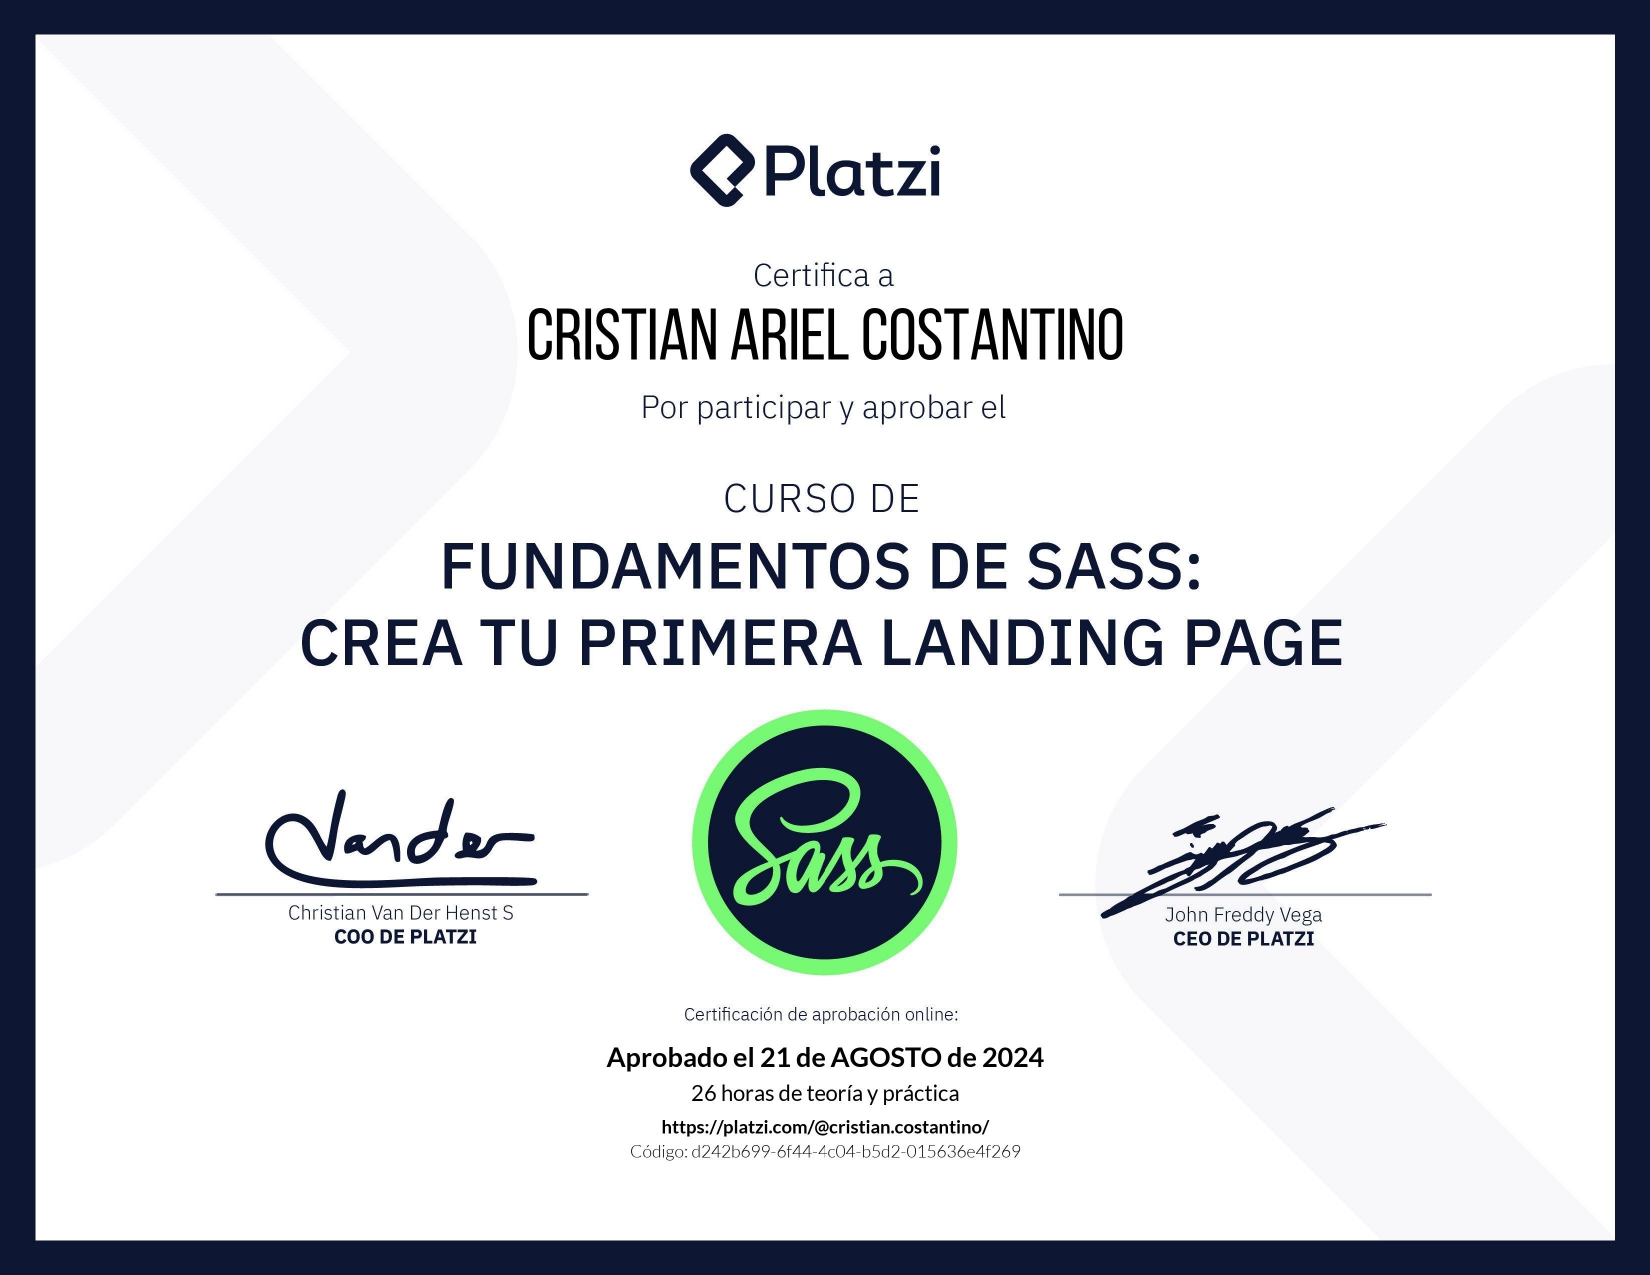 Platzi
Certifica a
CRISTIAN ARIEL COSTANTINO
Por participar y aprobar el
CURSO DE
FUNDAMENTOS DE SASS:
CREA TU PRIMERA LANDING PAGE
Sass
Vander
Christian Van Der Henst S
COO DE PLATZI
John Freddy Vega
CEO DE PLATZI
Certificación de aprobación online:
Aprobado el 21 de AGOSTO de 2024
26 horas de teoría y práctica
https://platzi.com/@cristian.costantino/
Código: d242b699-6f44-4c04-b5d2-015636e4f269